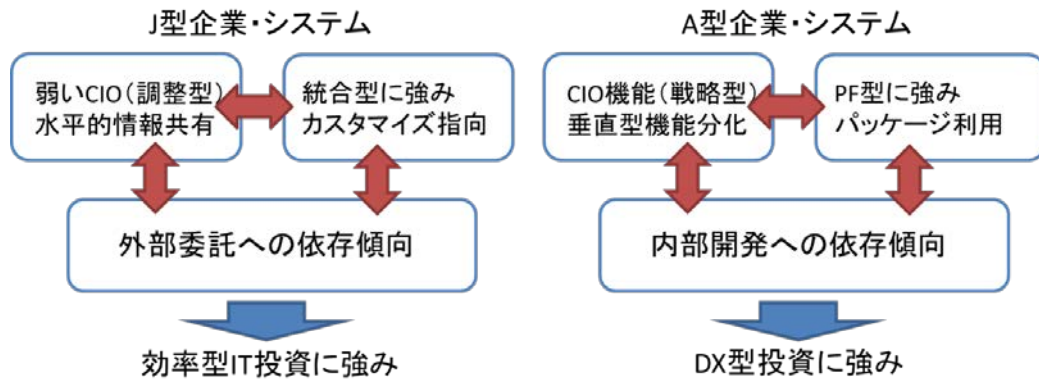 J型企業・システム
弱いCIO（調整型）
水平的情報共有
統合型に強み
カスタマイズ指向
外部委託への依存傾向
効率型IT投資に強み
A型企業・システム
CIO機能（戦略型）
垂直型機能分化
PF型に強み
パッケージ利用
内部開発への依存傾向
DX型投資に強み